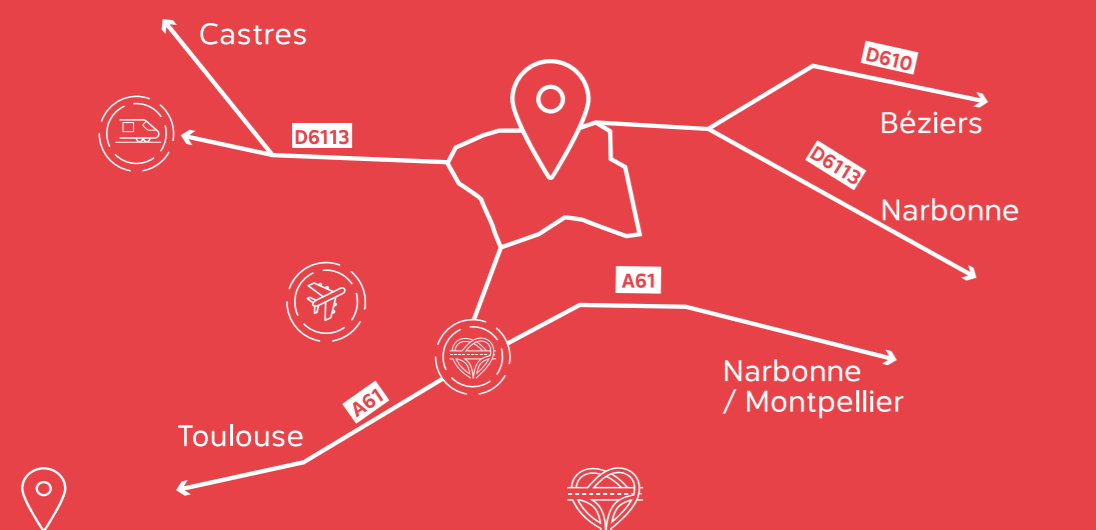 Castres
D610
Béziers
D6113
D6113
Narbonne
A61
Narbonne
/ Montpellier
A61
Toulouse